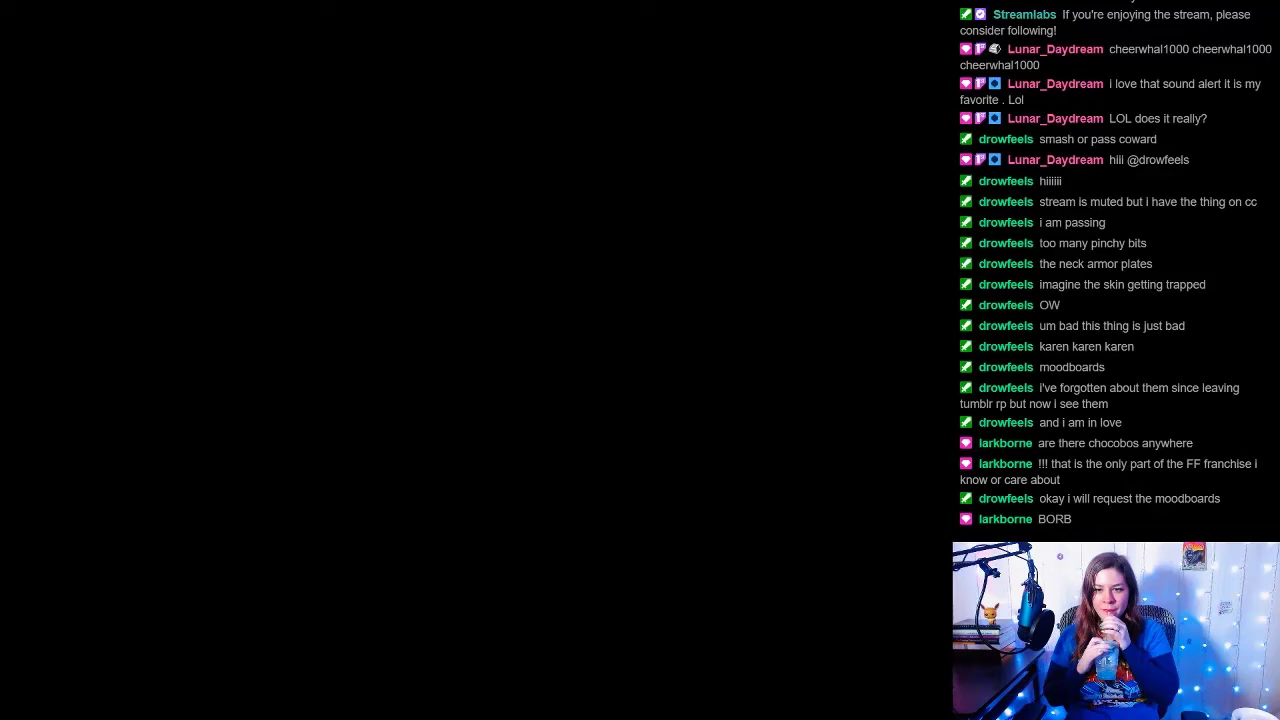 Streamlabs If you're enjoying the stream, please
consider following!
Lunar_Daydream cheerwhal1000 cheerwhal1000
cheerwhal1000
Lunar_Daydream i love that sound alert it is my
favorite . Lol
Lunar_Daydream LOL does it really?
drowfeels smash or pass coward
Lunar_Daydream hiii @drowfeels
drowfeels hiiiiii
drowfeels stream is muted but i have the thing on cc
drowfeels i am passing
drowfeels too many pinchy bits
drowfeels the neck armor plates
drowfeels imagine the skin getting trapped
drowfeels OW
drowfeels um bad this thing is just bad
drowfeels karen karen karen
drowfeels moodboards
drowfeels i've forgotten about them since leaving
tumblr rp but now i see them
drowfeels and i am in love
larkborne are there chocobos anywhere
larkborne !!! that is the only part of the FF franchise i
know or care about
drowfeels okay i will request the moodboards
larkborne BORB